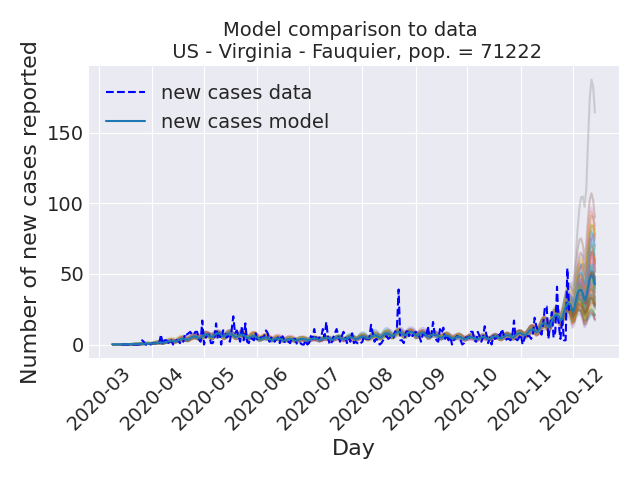 Model comparison to data
US - Virginia - Fauquier, pop. = 71222
Number of new cases reported
150
100
50
0
new cases data
new cases model
2020-03
2020-04
2020-05
2020-06
2020-07
2020-08
2020-09
2020-10
2020-11
2020-12
Day